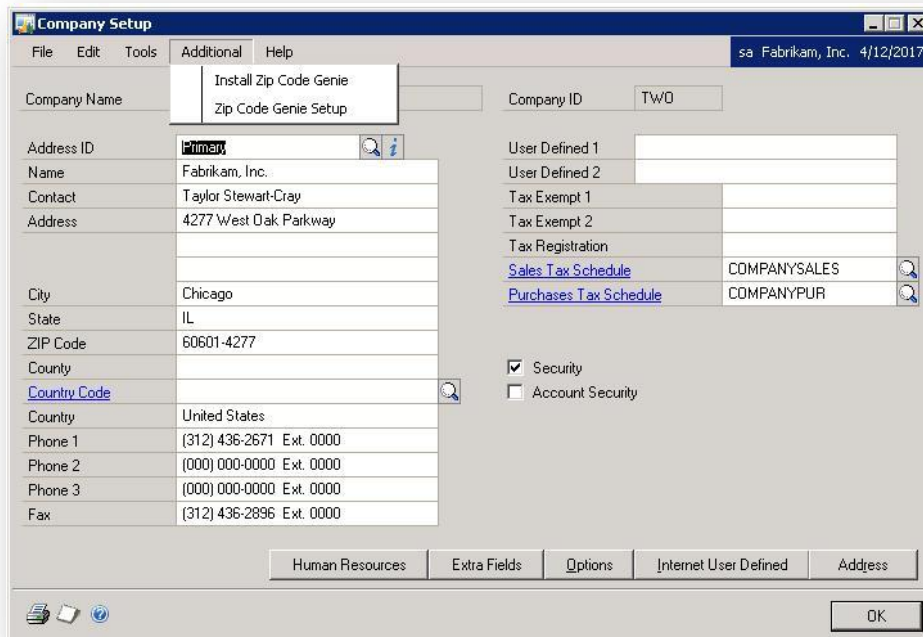 Company Setup
File Edit Tools Additional Help sa Fabrikam, Inc. 4/12/2017
Install Zip Code Genie
Zip Code Genie Setup
Company Name Company ID TWO
Address ID Primary User Defined 1
Name Fabrikam, Inc. User Defined 2
Contact Taylor Stewart-Cray Tax Exempt 1
Address 4277 West Oak Parkway Tax Exempt 2
Tax Registration
Sales Tax Schedule COMPANYSALES
City Chicago Purchases Tax Schedule COMPANYPUR
State IL
ZIP Code 60601-4277
County Security
Country Code Account Security
Country United States
Phone 1 (312) 436-2671 Ext. 0000
Phone 2 (000) 000-0000 Ext. 0000
Phone 3 (000) 000-0000 Ext. 0000
Fax (312) 436-2896 Ext. 0000
Human Resources Extra Fields Options Internet User Defined Address
OK